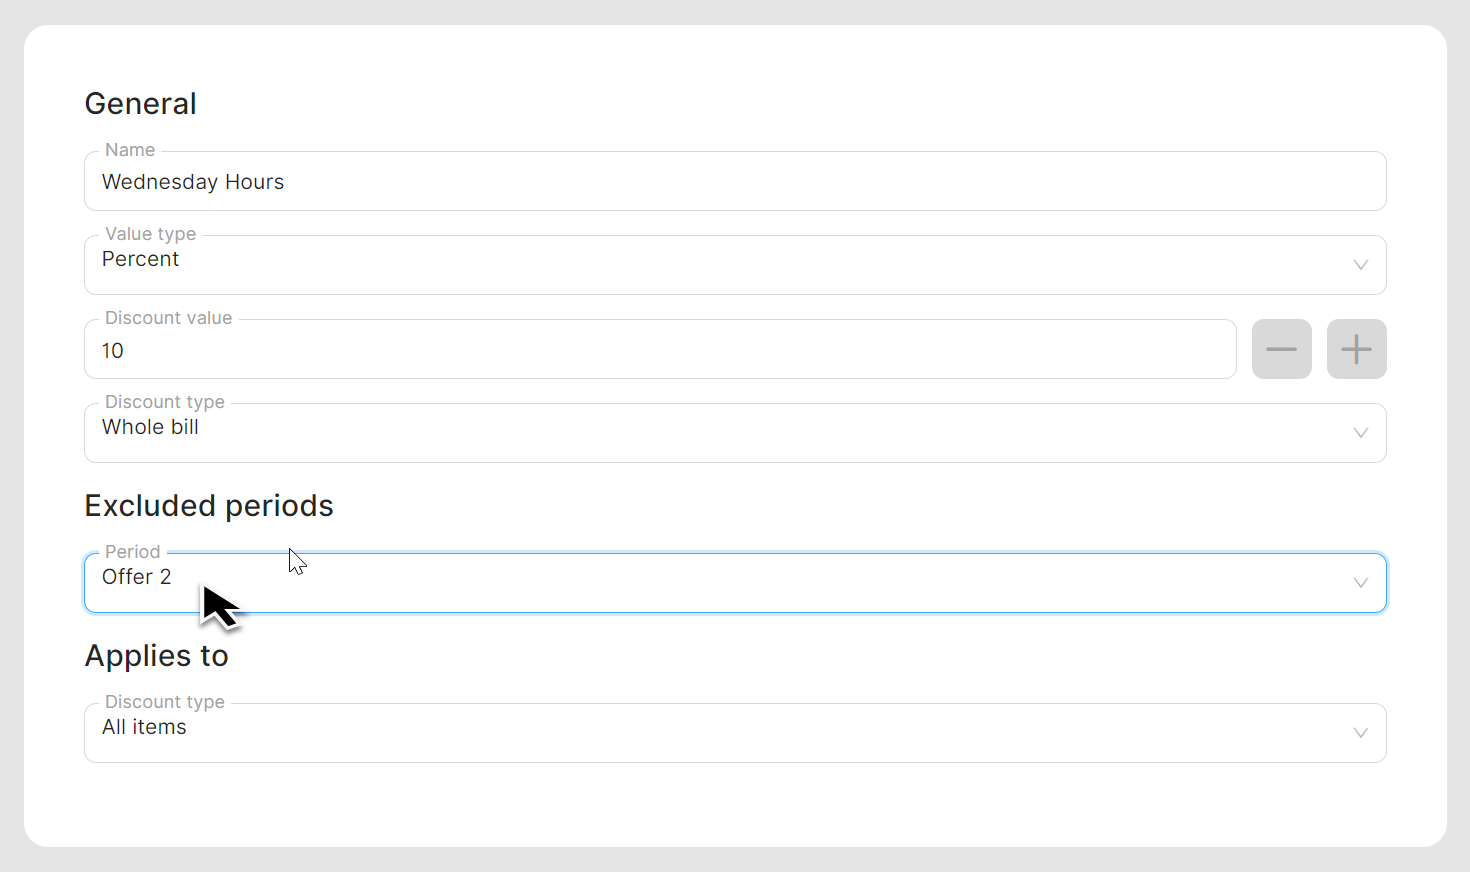 General
Name
Wednesday Hours
Value type
Percent
Discount value
10
Discount type
Whole bill
Excluded periods
Period
Offer 2
Applies to
Discount type
All items